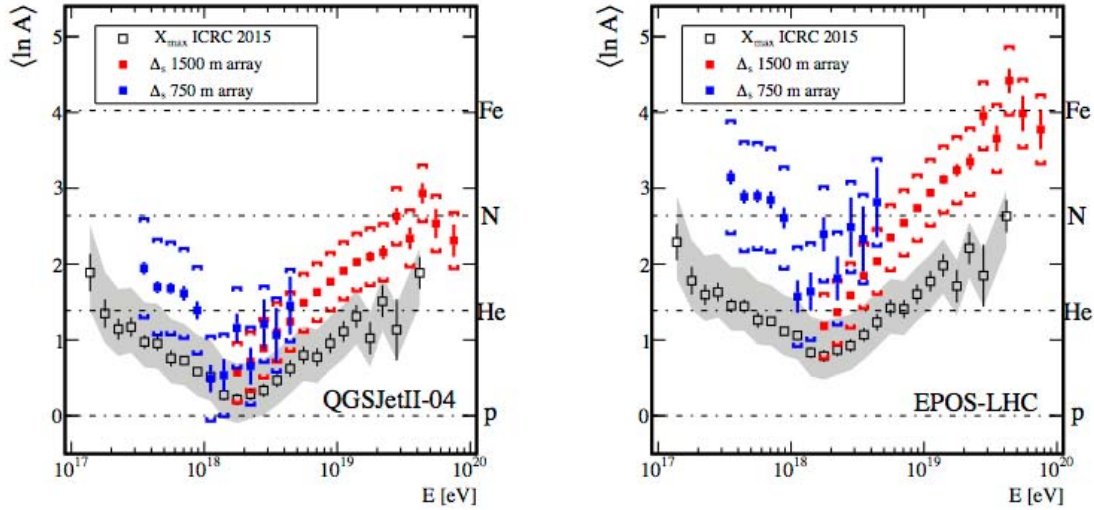 ⟨ln A⟩
5
4
3
2
1
0
X_max ICRC 2015
Δ_s 1500 m array
Δ_s 750 m array
Fe
N
He
p
QGSJetII-04
10^17
10^18
10^19
10^20
E [eV]
⟨ln A⟩
5
4
3
2
1
0
X_max ICRC 2015
Δ_s 1500 m array
Δ_s 750 m array
Fe
N
He
p
EPOS-LHC
10^17
10^18
10^19
10^20
E [eV]